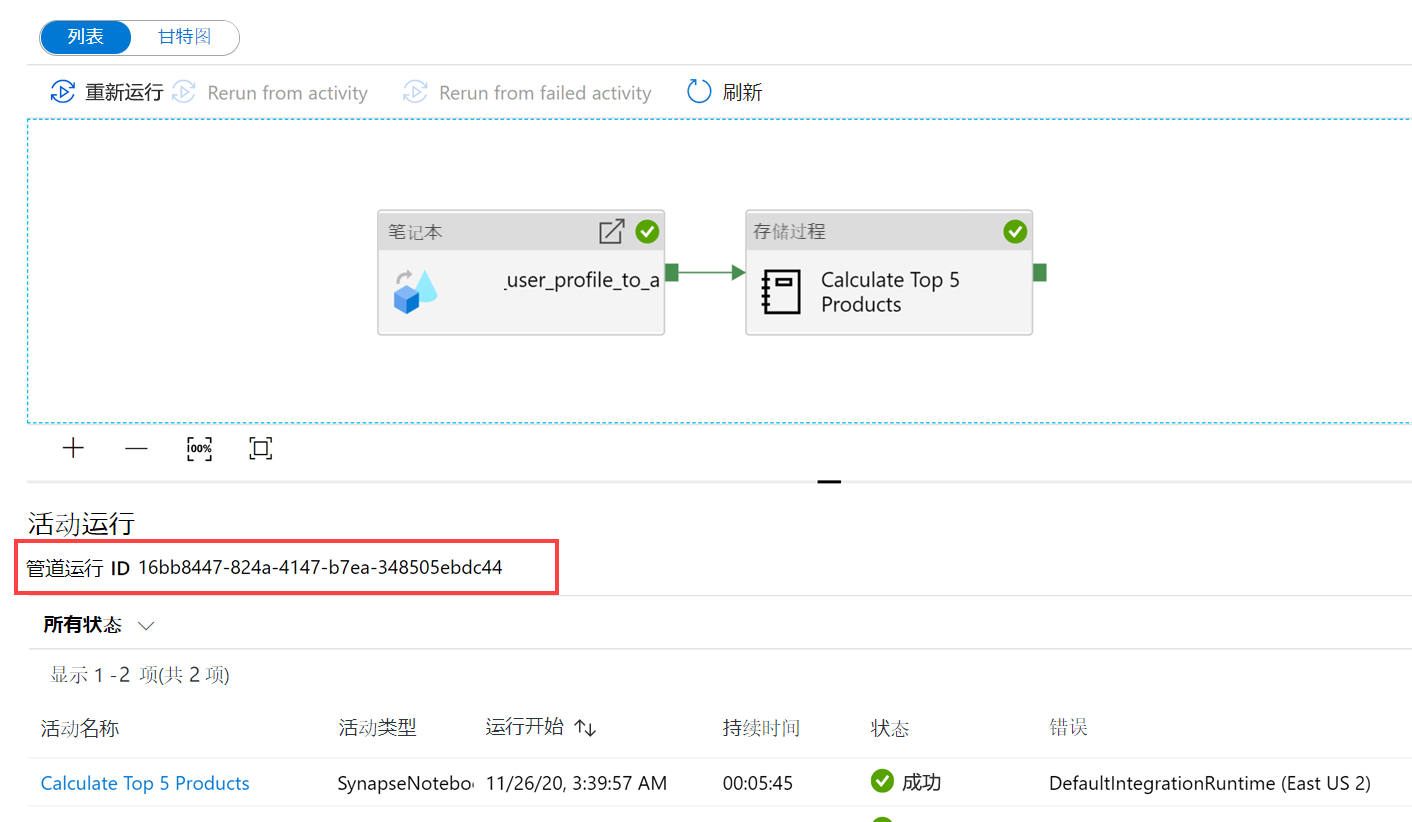 列表 甘特图
重新运行 Rerun from activity Rerun from failed activity 刷新
笔记本
_user_profile_to_a
存储过程
Calculate Top 5
Products
100%
活动运行
管道运行 ID 16bb8447-824a-4147-b7ea-348505ebdc44
所有状态
显示 1 -2 项(共 2 项)
活动名称 活动类型 运行开始 持续时间 状态 错误
Calculate Top 5 Products SynapseNotebo 11/26/20, 3:39:57 AM 00:05:45 成功 DefaultIntegrationRuntime (East US 2)